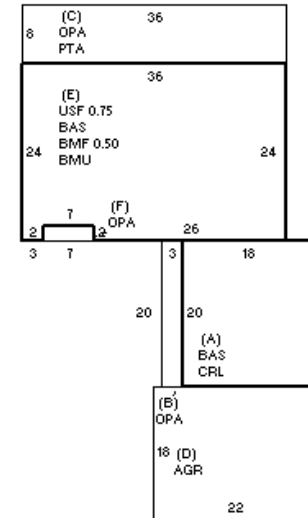 (C) 36
8 OPA
PTA
36
(E)
USF 0.75
BAS
24 BMF 0.50 24
BMU
7 (F)
2 2 OPA 26
3 7 3 18
20 20
(A)
BAS
CRL
(B)
OPA
18 (D)
AGR
22